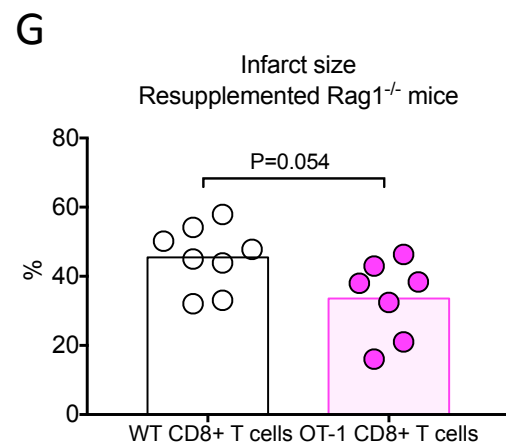 G
Infarct size
Resupplemented Rag1-/- mice
80
P=0.054
60
%
40
20
0
WT CD8+ T cells OT-1 CD8+ T cells